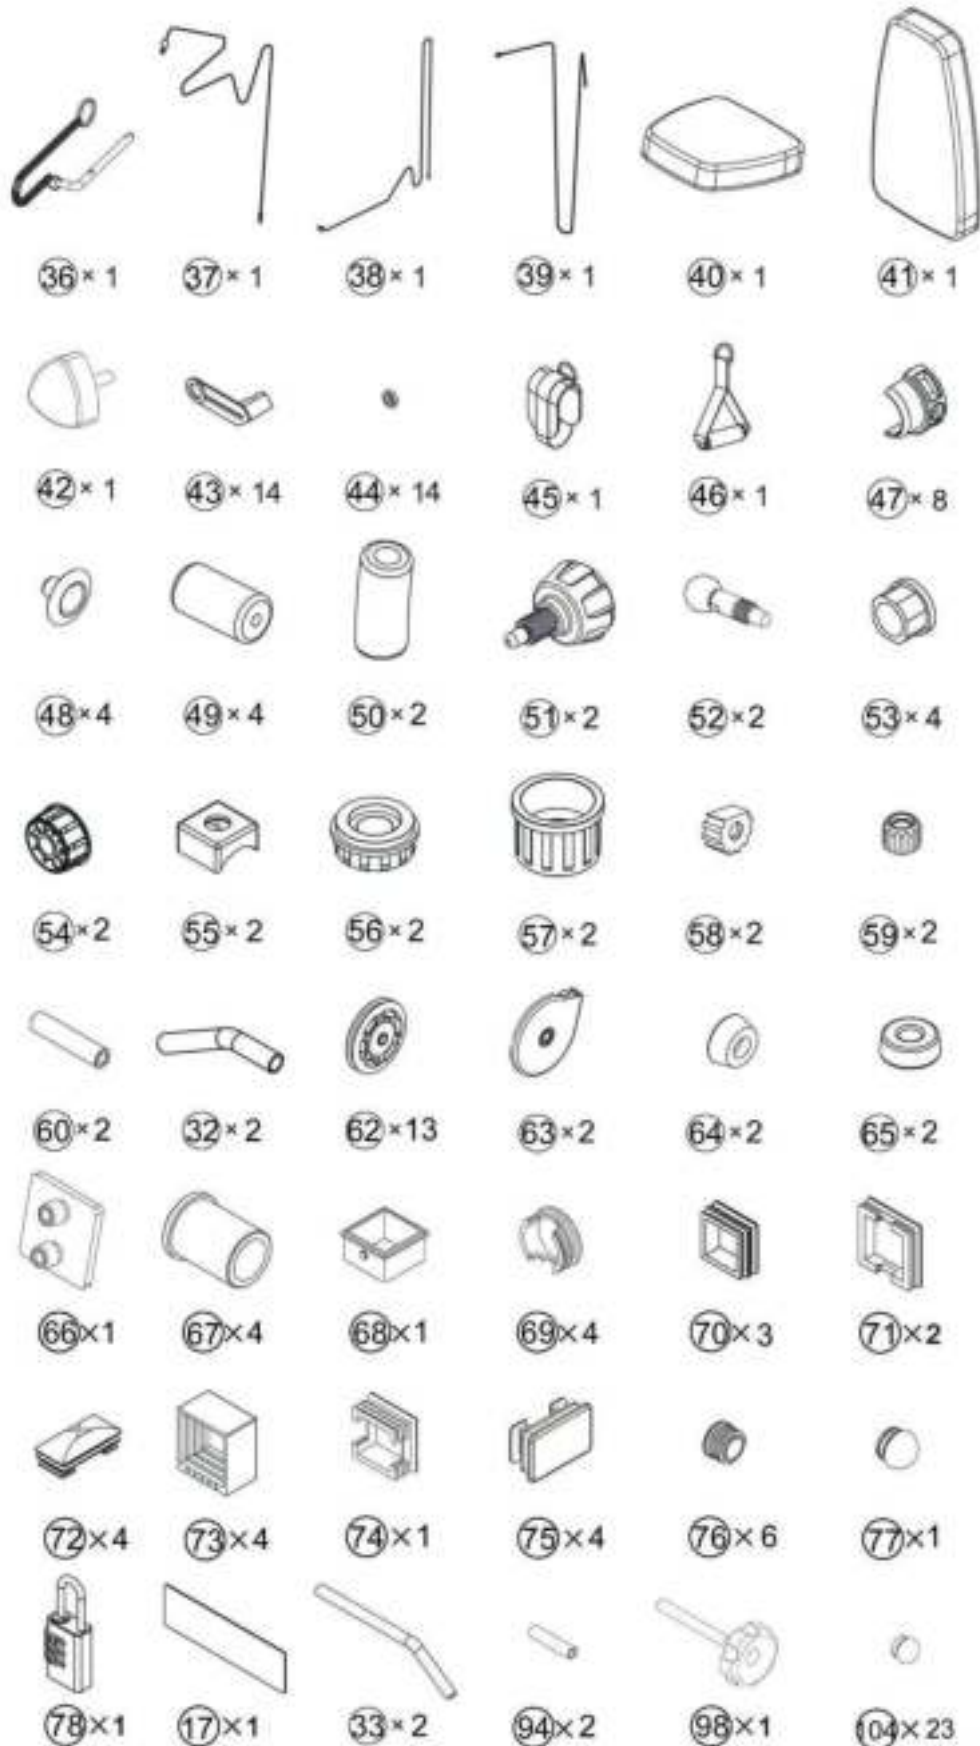 36 × 1 37 × 1 38 × 1 39 × 1 40 × 1 41 × 1
42 × 1 43 × 14 44 × 14 45 × 1 46 × 1 47 × 8
48 × 4 49 × 4 50 × 2 51 × 2 52 × 2 53 × 4
54 × 2 55 × 2 56 × 2 57 × 2 58 × 2 59 × 2
60 × 2 32 × 2 62 × 13 63 × 2 64 × 2 65 × 2
66 × 1 67 × 4 68 × 1 69 × 4 70 × 3 71 × 2
72 × 4 73 × 4 74 × 1 75 × 4 76 × 6 77 × 1
78 × 1 17 × 1 33 × 2 94 × 2 98 × 1 104 × 23